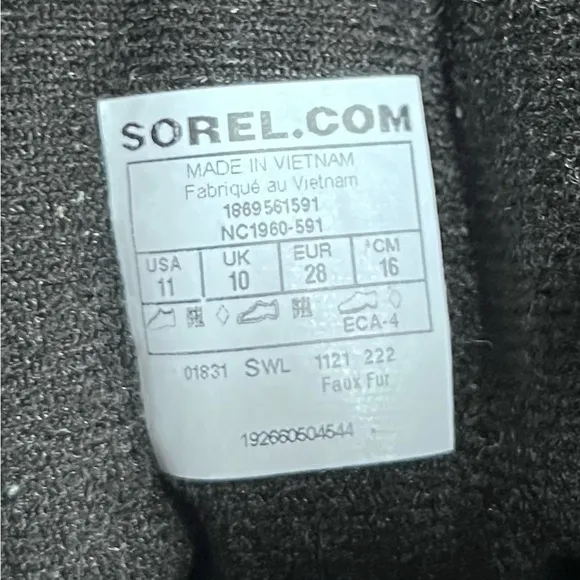 SOREL.COM
MADE IN VIETNAM
Fabriqué au Vietnam
1869561591
NC1960-591
USA UK EUR *CM
11 10 28 16
ECA-4
01831 SWL 1121 222
Faux Fur
192660504544